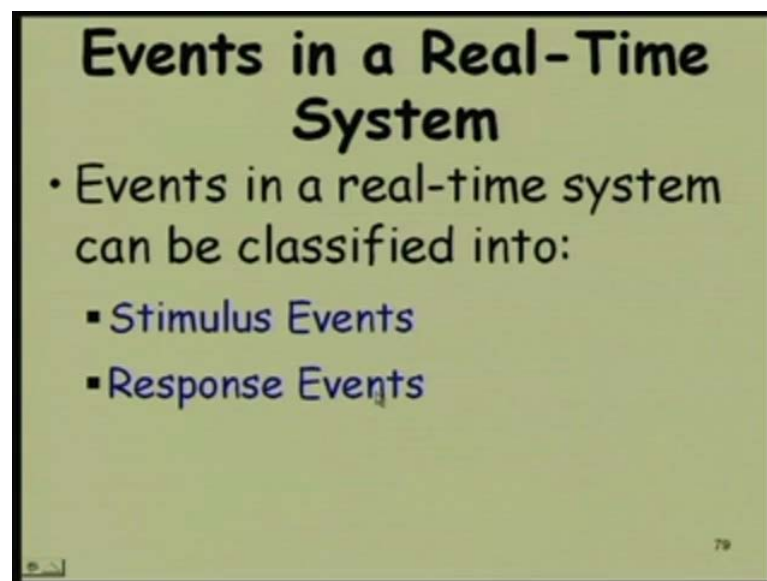 Events in a Real-Time
System
• Events in a real-time system
can be classified into:
▪ Stimulus Events
▪ Response Events
79